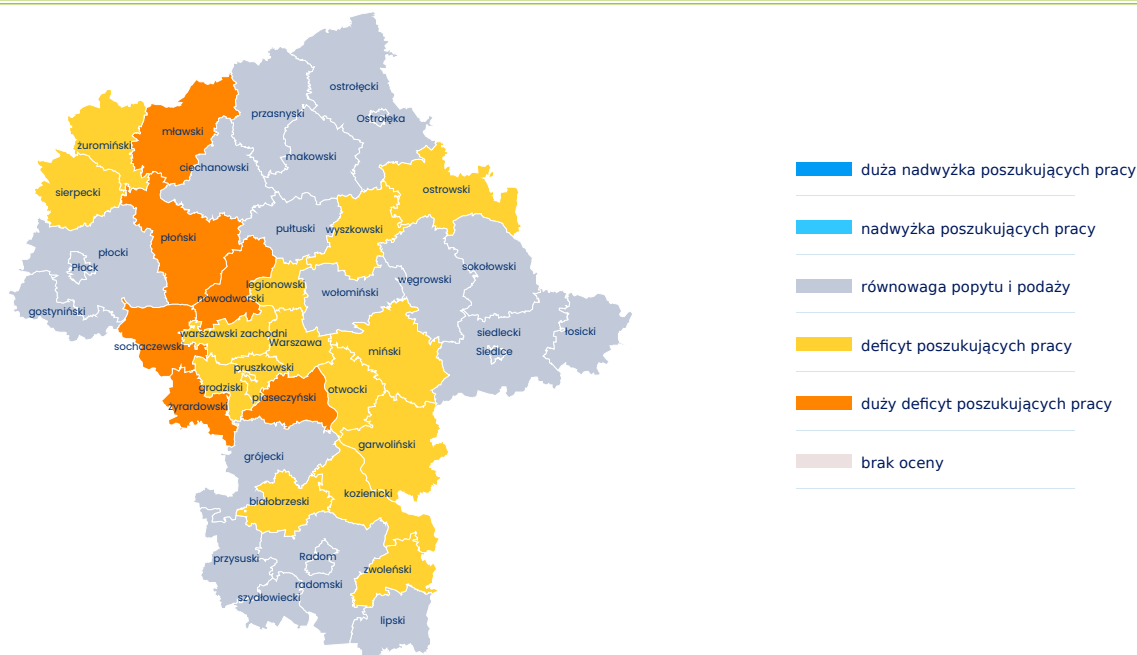 ostrołęcki
przasnyski
Ostrołęka
mławski
żuromiński
makowski
ciechanowski
sierpecki
ostrowski
płoński
pułtuski
wyszkowski
płocki
Płock
sokołowski
węgrowski
legionowski
wołomiński
nowodworski
gostyniński
warszawski zachodni
Warszawa
sochaczewski
siedlecki
łosicki
Siedlce
miński
pruszkowski
grodziski
otwocki
piaseczyński
żyrardowski
garwoliński
grójecki
kozienicki
białobrzeski
przysuski
Radom
zwoleński
radomski
szydłowiecki
lipski
duża nadwyżka poszukujących pracy
nadwyżka poszukujących pracy
równowaga popytu i podaży
deficyt poszukujących pracy
duży deficyt poszukujących pracy
brak oceny